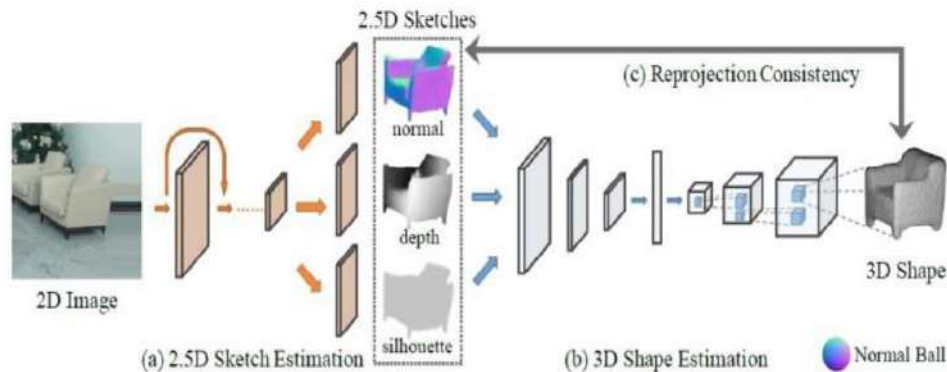 2.5D Sketches
(c) Reprojection Consistency
normal
depth
silhouette
2D Image
3D Shape
(a) 2.5D Sketch Estimation
(b) 3D Shape Estimation
Normal Ball